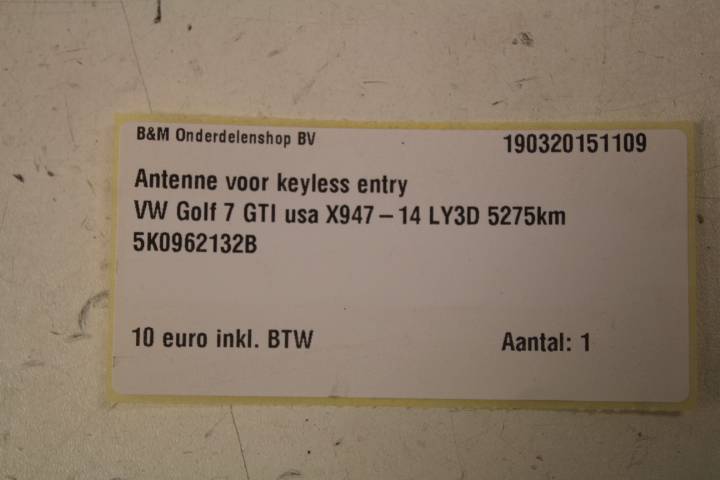 B&M Onderdelenshop BV 190320151109
Antenne voor keyless entry
VW Golf 7 GTI usa X947-14 LY3D 5275km
5K0962132B
10 euro inkl. BTW Aantal: 1